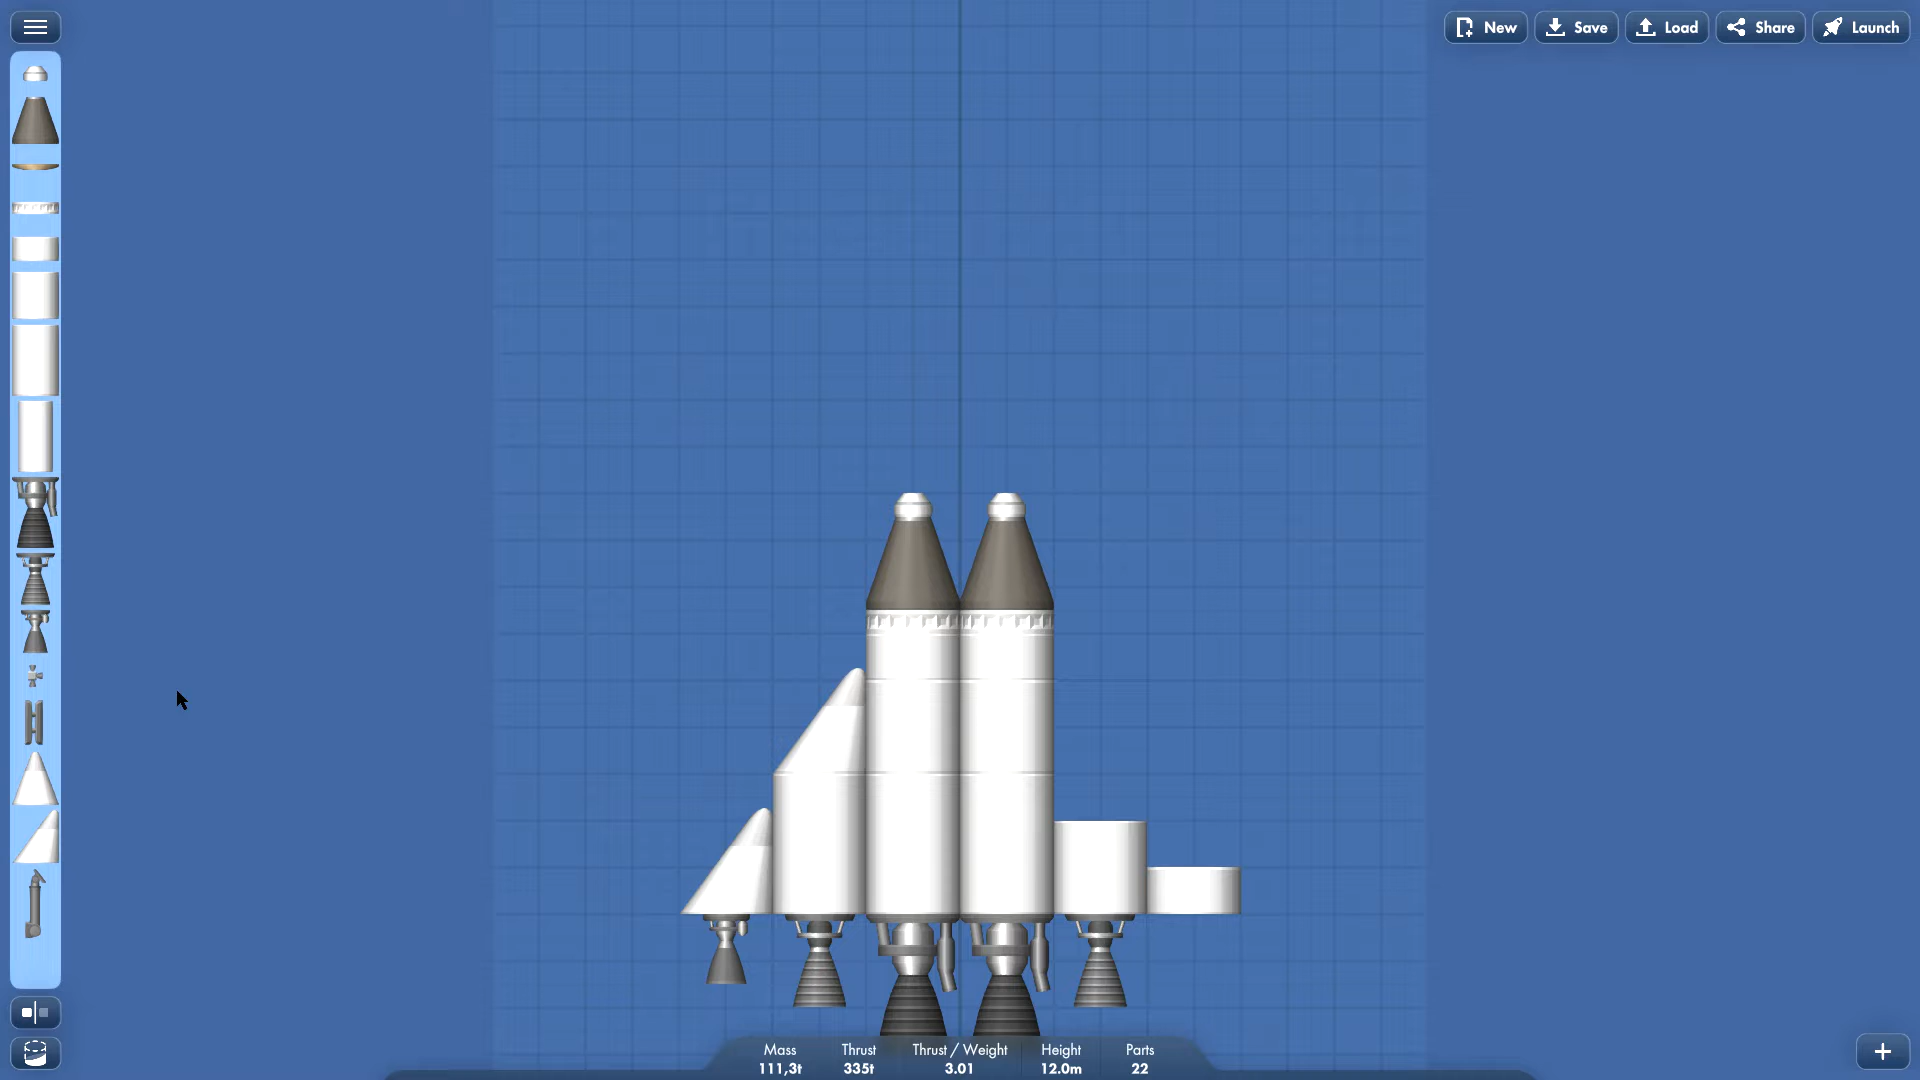 New Save Load Share Launch
Mass Thrust Thrust / Weight Height Parts
111,3t 335t 3.01 12.0m 22